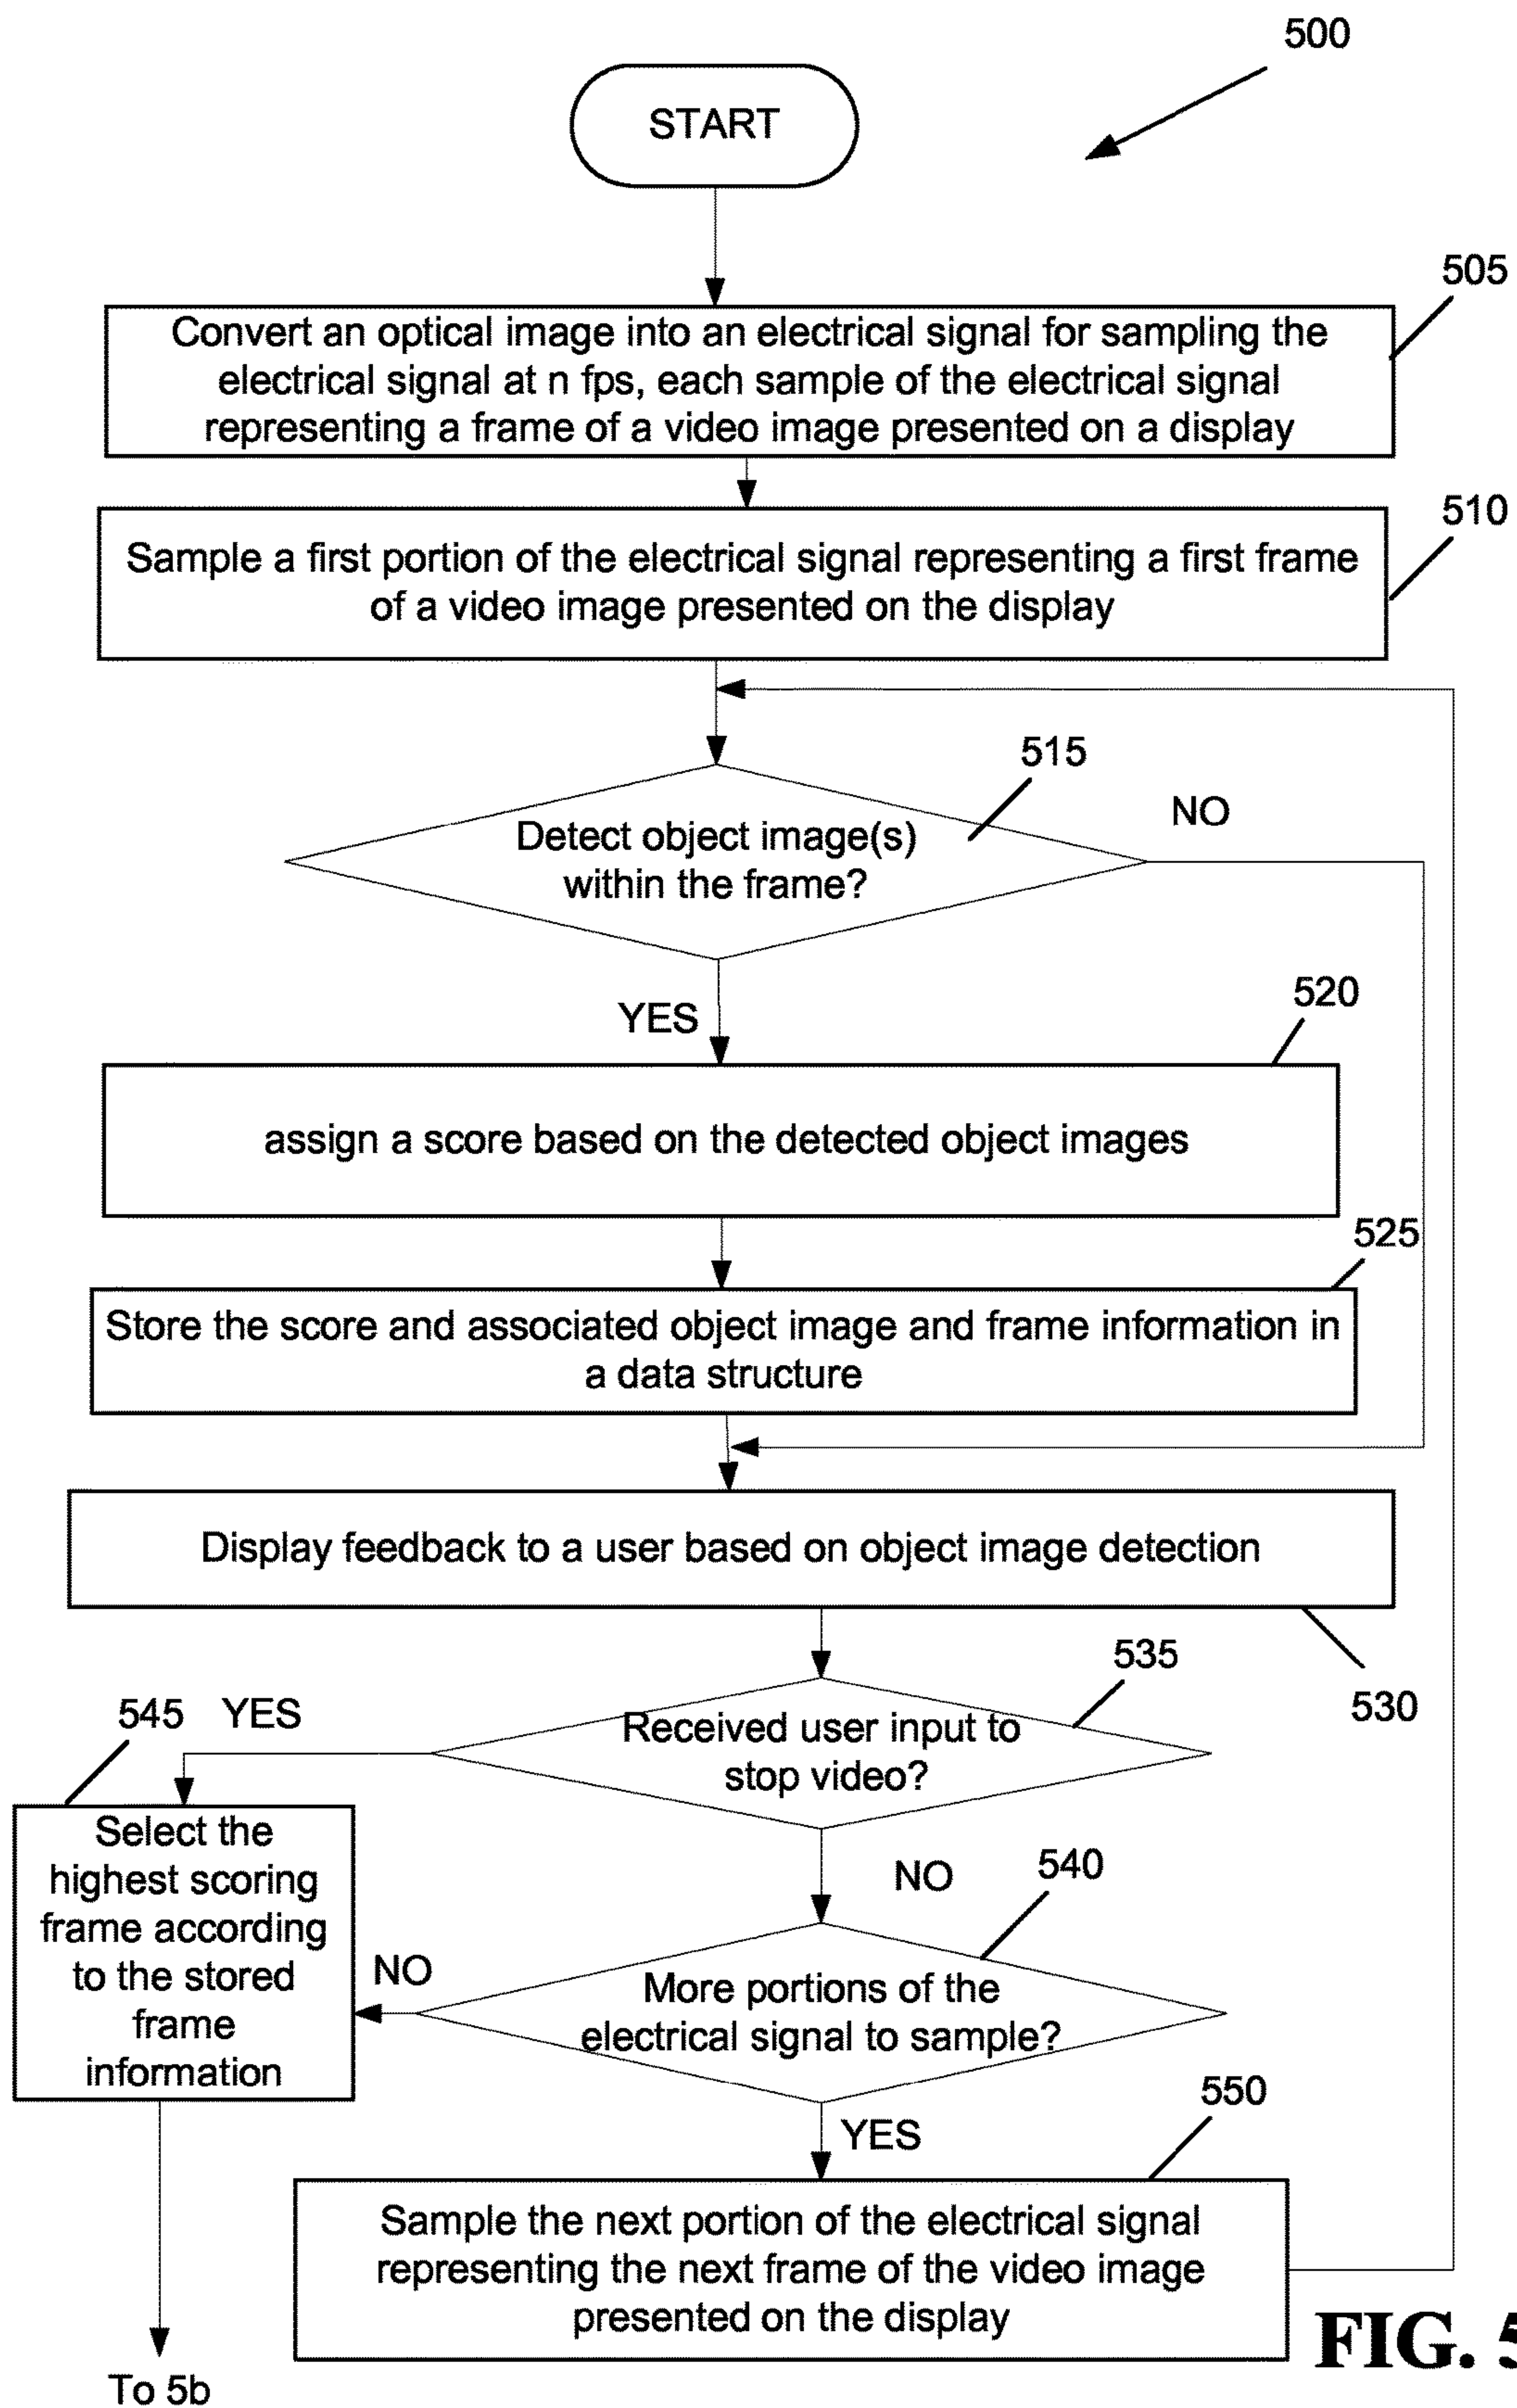 500
START
505
Convert an optical image into an electrical signal for sampling the
electrical signal at n fps, each sample of the electrical signal
representing a frame of a video image presented on a display
510
Sample a first portion of the electrical signal representing a first frame
of a video image presented on the display
515
NO
Detect object image(s)
within the frame?
YES
520
assign a score based on the detected object images
525
Store the score and associated object image and frame information in
a data structure
Display feedback to a user based on object image detection
530
535
545
YES
Received user input to
stop video?
NO
540
Select the
highest scoring
frame according
to the stored
frame
information
NO
More portions of the
electrical signal to sample?
YES
550
Sample the next portion of the electrical signal
representing the next frame of the video image
presented on the display
FIG. 5
To 5b